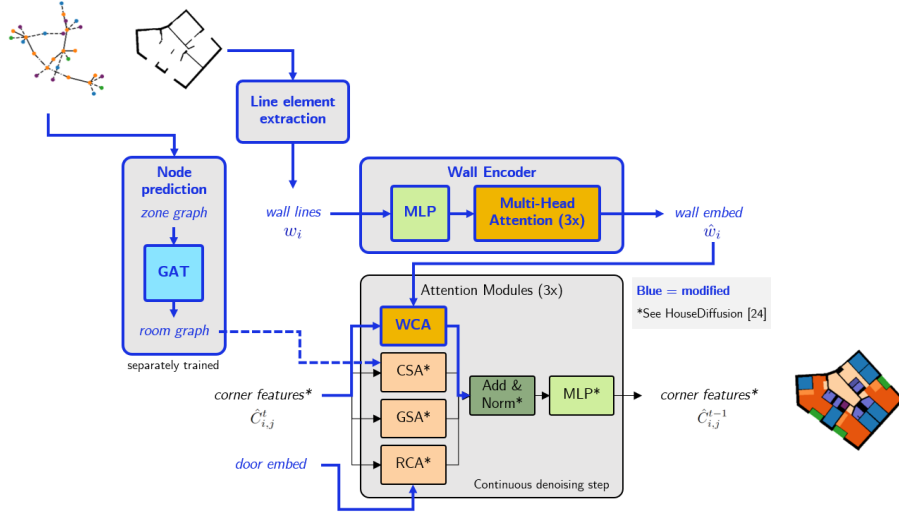 Line element
extraction
Node
prediction
zone graph
GAT
room graph
separately trained
wall lines
w_i
Wall Encoder
MLP
Multi-Head
Attention (3x)
wall embed
ŵ_i
Attention Modules (3x)
Blue = modified
*See HouseDiffusion [24]
WCA
CSA*
GSA*
RCA*
Add &
Norm*
MLP*
corner features*
Ĉ^t_{i,j}
door embed
corner features*
Ĉ^{t-1}_{i,j}
Continuous denoising step